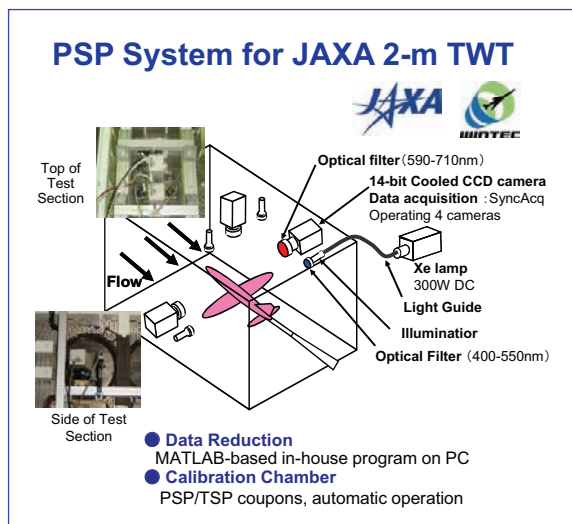 PSP System for JAXA 2-m TWT
JAXA
WINTEC
Top of
Test
Section
Optical filter (590-710nm)
14-bit Cooled CCD camera
Data acquisition : SyncAcq
Operating 4 cameras
Xe lamp
300W DC
Light Guide
Illuminatior
Optical Filter (400-550nm)
Flow
Side of Test
Section
Data Reduction
MATLAB-based in-house program on PC
Calibration Chamber
PSP/TSP coupons, automatic operation